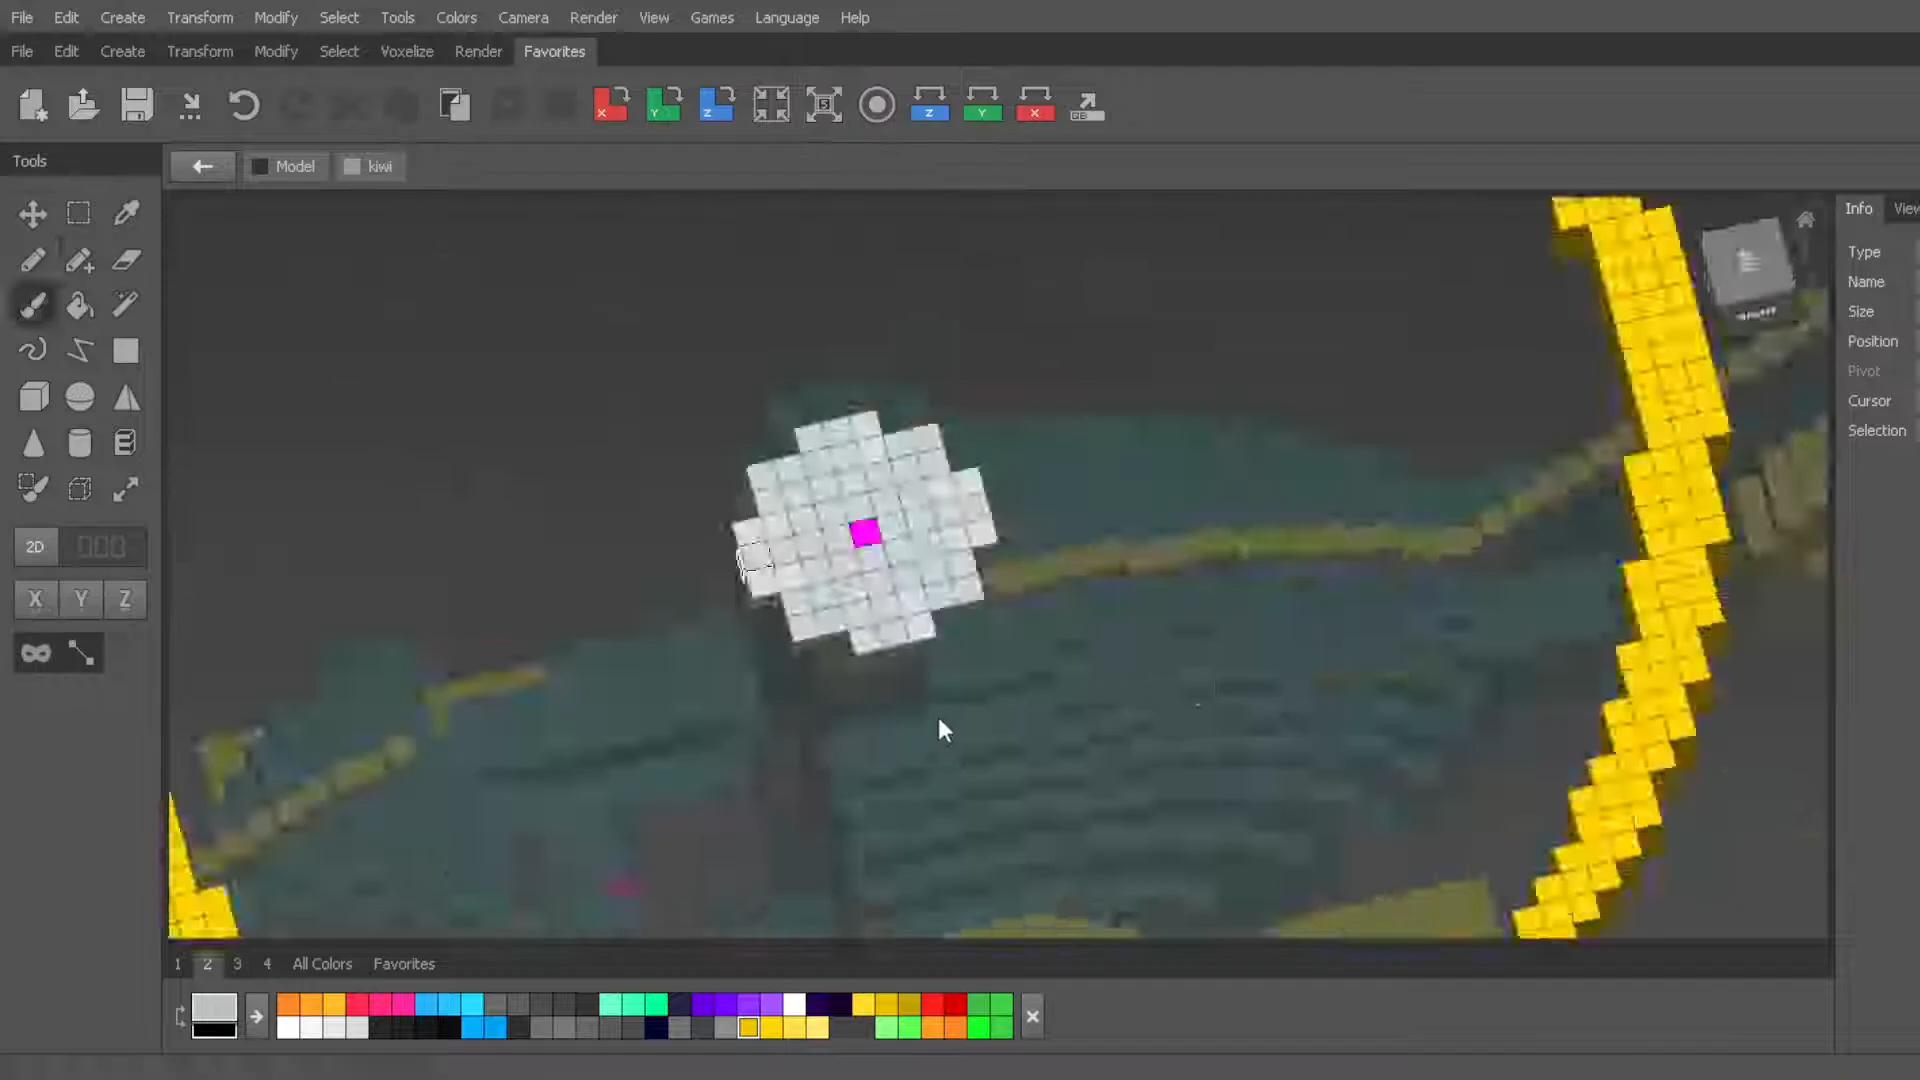 File Edit Create Transform Modify Select Tools Colors Camera Render View Games Language Help
File Edit Create Transform Modify Select Voxelize Render Favorites
X Y Z S Z Y X
Tools
Model kiwi
Info View
Type
Name
Size
Position
Pivot
Cursor
Selection
2D
X Y Z
1 2 3 4 All Colors Favorites